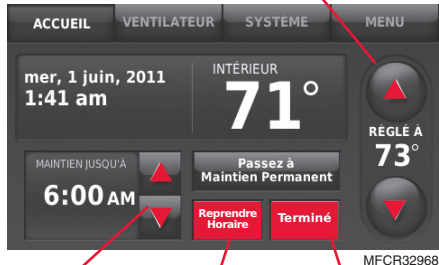 ACCUEIL VENTILATEUR SYSTÈME MENU
mer, 1 juin, 2011
1:41 am
INTÉRIEUR
71°
RÉGLÉ À
73°
MAINTIEN JUSQU'À
6:00 AM
Passez à
Maintien Permanent
Reprendre
Horaire
Terminé
MFCR32968